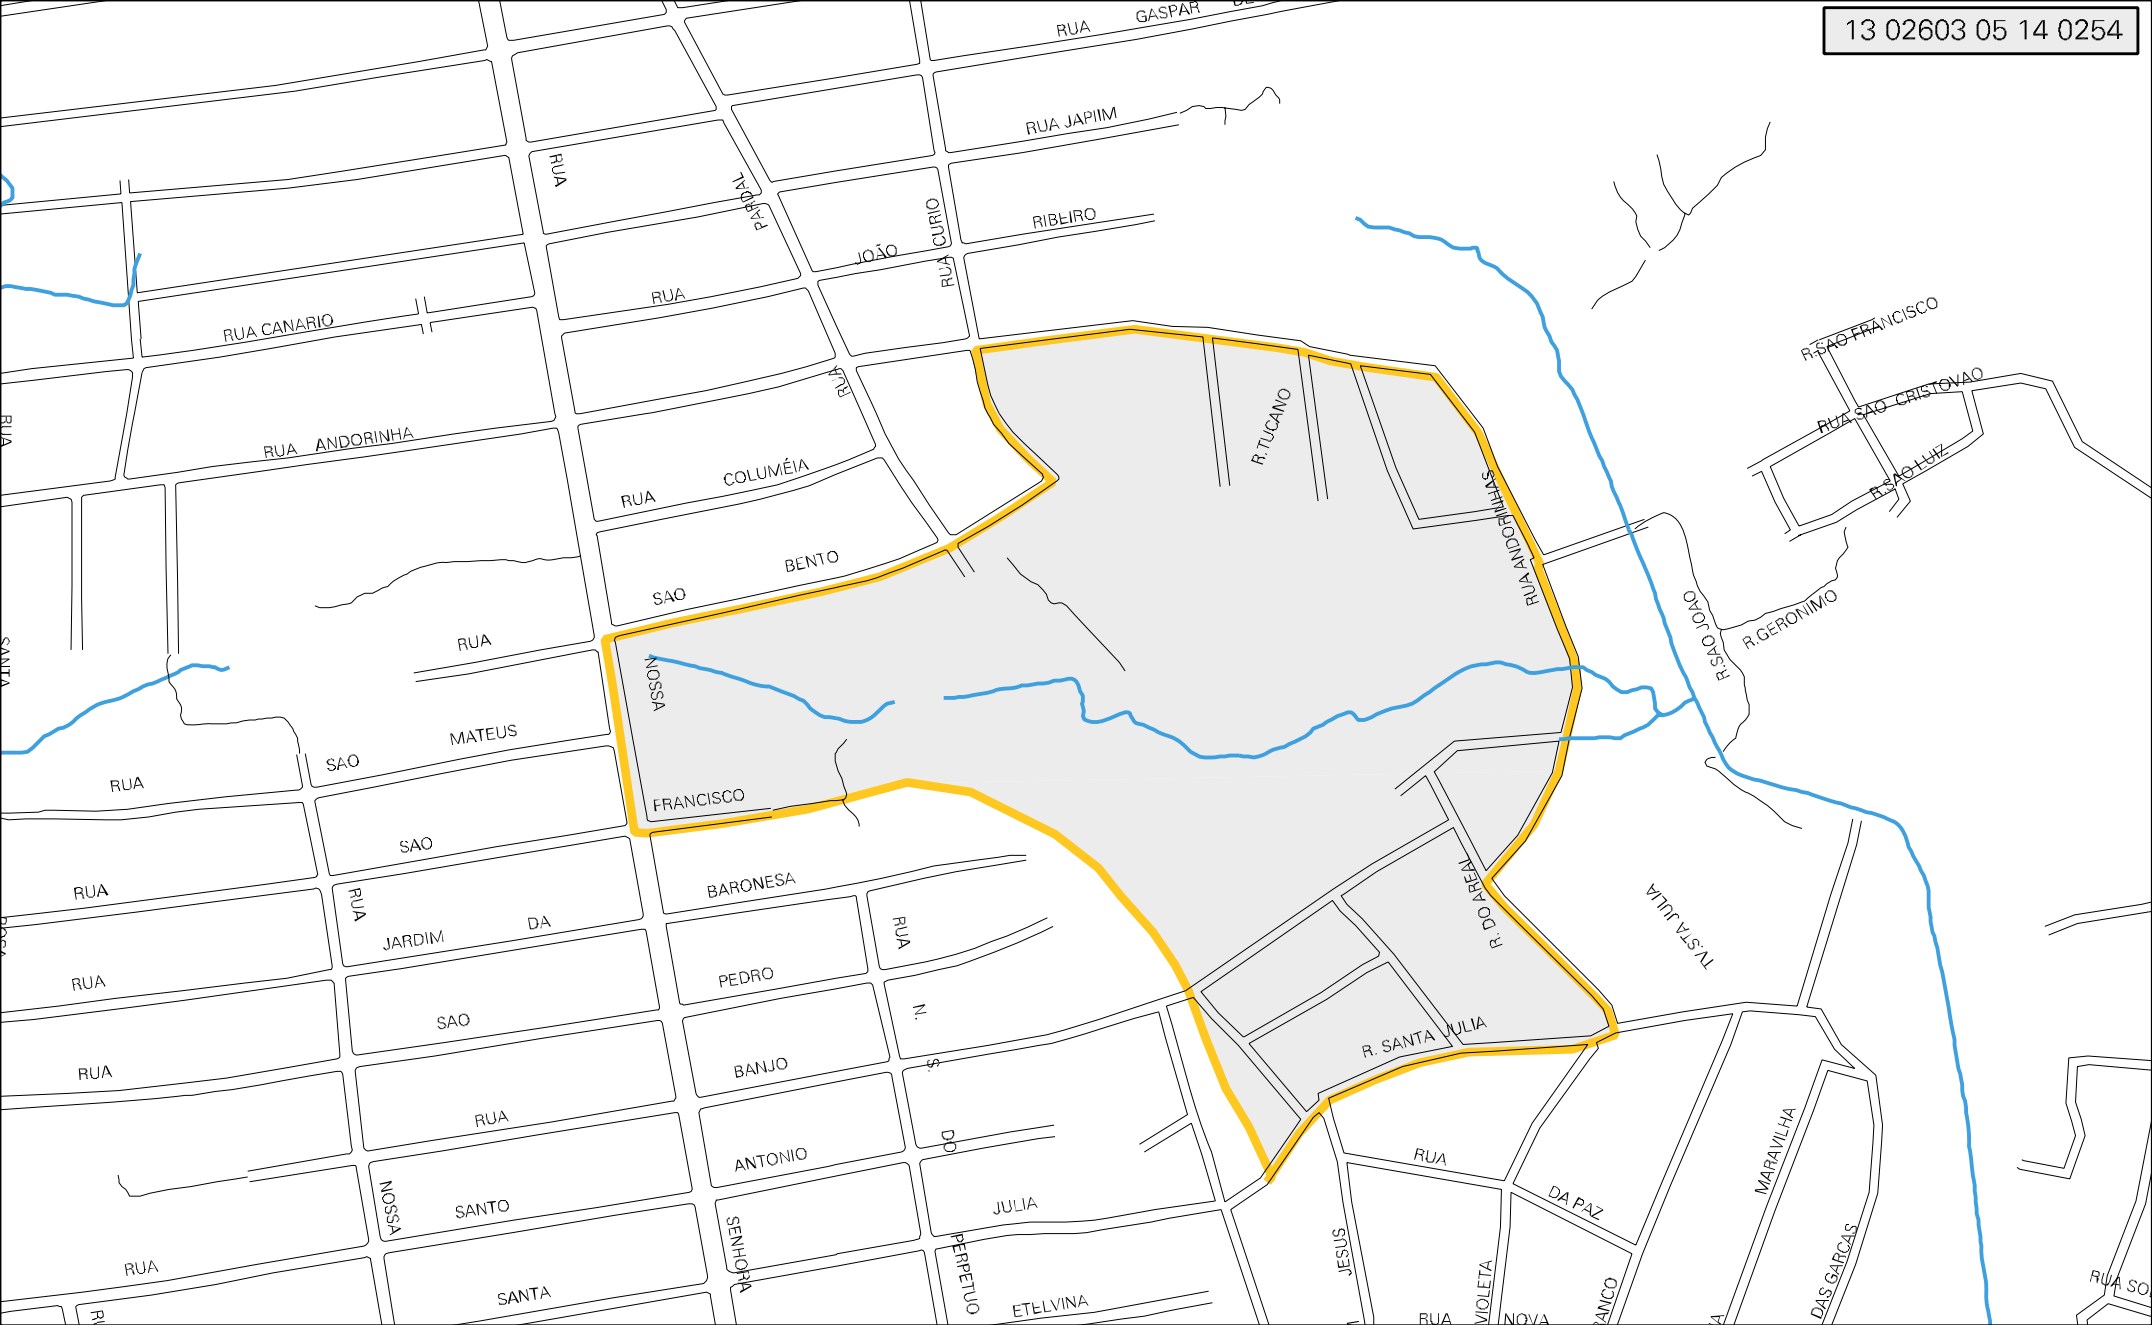 13 02603 05 14 0254
RUA GASPAR
RUA JAPIIM
RUA
PARDAL
RUA CURIO
RIBEIRO
JOÃO
RUA
RUA CANARIO
R.SAO FRANCISCO
RUA SAO CRISTOVAO
R.SAO LUIZ
RUA
R.TUCANO
RUA
RUA ANDORINHA
COLUMÉIA
RUA
RUA ANDORINHAS
BENTO
SAO
R.GERONIMO
R.SAO JOAO
RUA
SANTA
NOSSA
MATEUS
SAO
RUA
FRANCISCO
SAO
RUA
RUA
BARONESA
R. DO AREAL
TV.STA JULIA
JARDIM DA
RUA
PEDRO
RUA
N.
S.
DO
PERPETUO
SAO
R. SANTA JULIA
RUA
BANJO
RUA
ANTONIO
RUA
DA PAZ
MARAVILHA
NOSSA
SANTO
JULIA
SENHORA
JESUS
VIOLETA
DAS GARCAS
RUA
SANTA
ETELVINA
RUA
NOVA
RUA SO